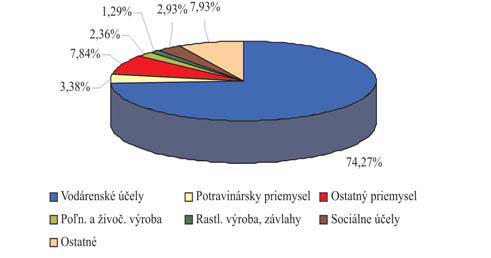 1,29% 2,93% 7,93%
2,36%
7,84%
3,38%
74,27%
Vodárenské účely Potravinársky priemysel Ostatný priemysel
Poľn. a živoč. výroba Rastl. výroba, závlahy Sociálne účely
Ostatné